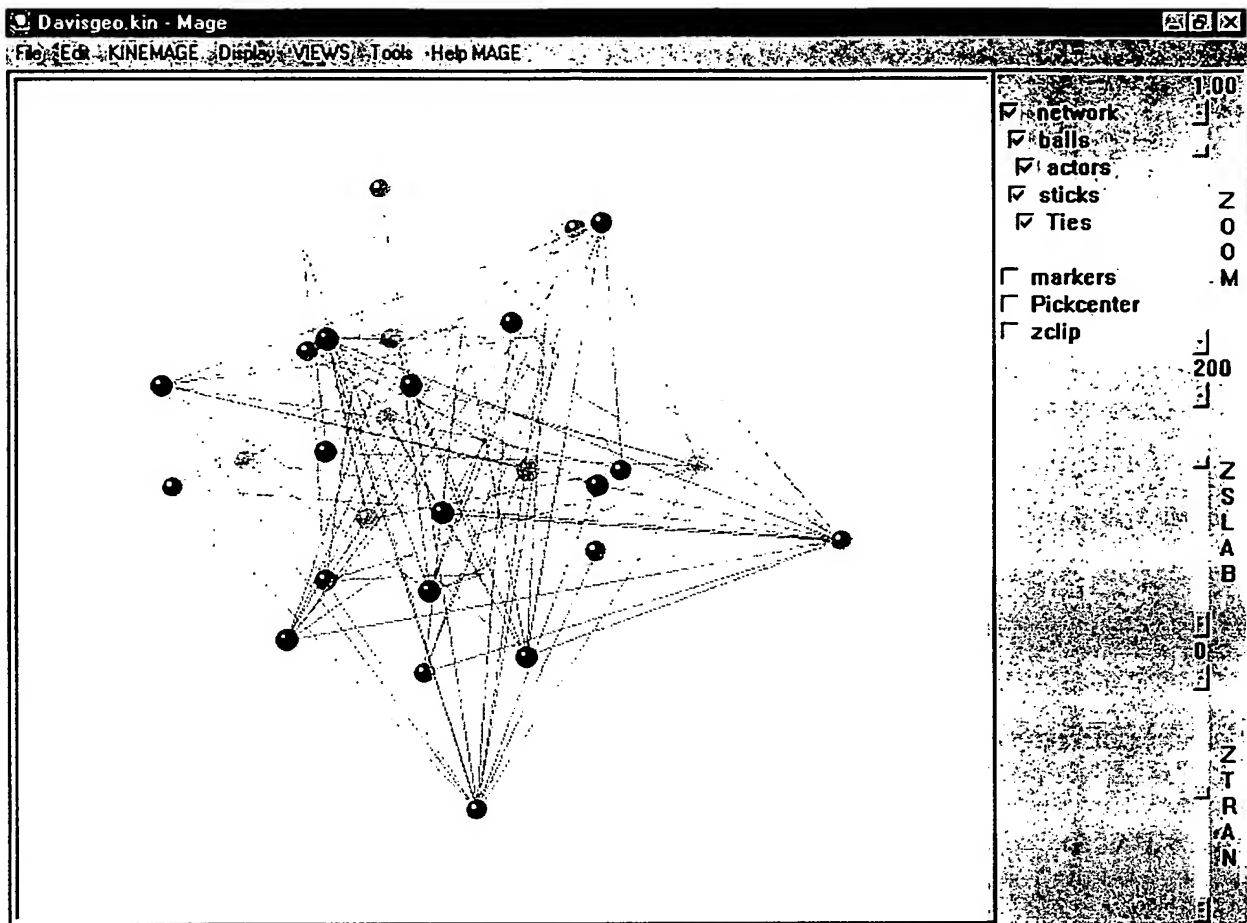 Davisgeo.kin - Mage
File Edit KINEMAGE Display VIEWS Tools Help MAGE
1.00
network
balls
actors
sticks
Ties
markers
Pickcenter
zclip
ZOOM
200
ZSLAB
0
ZTRAN